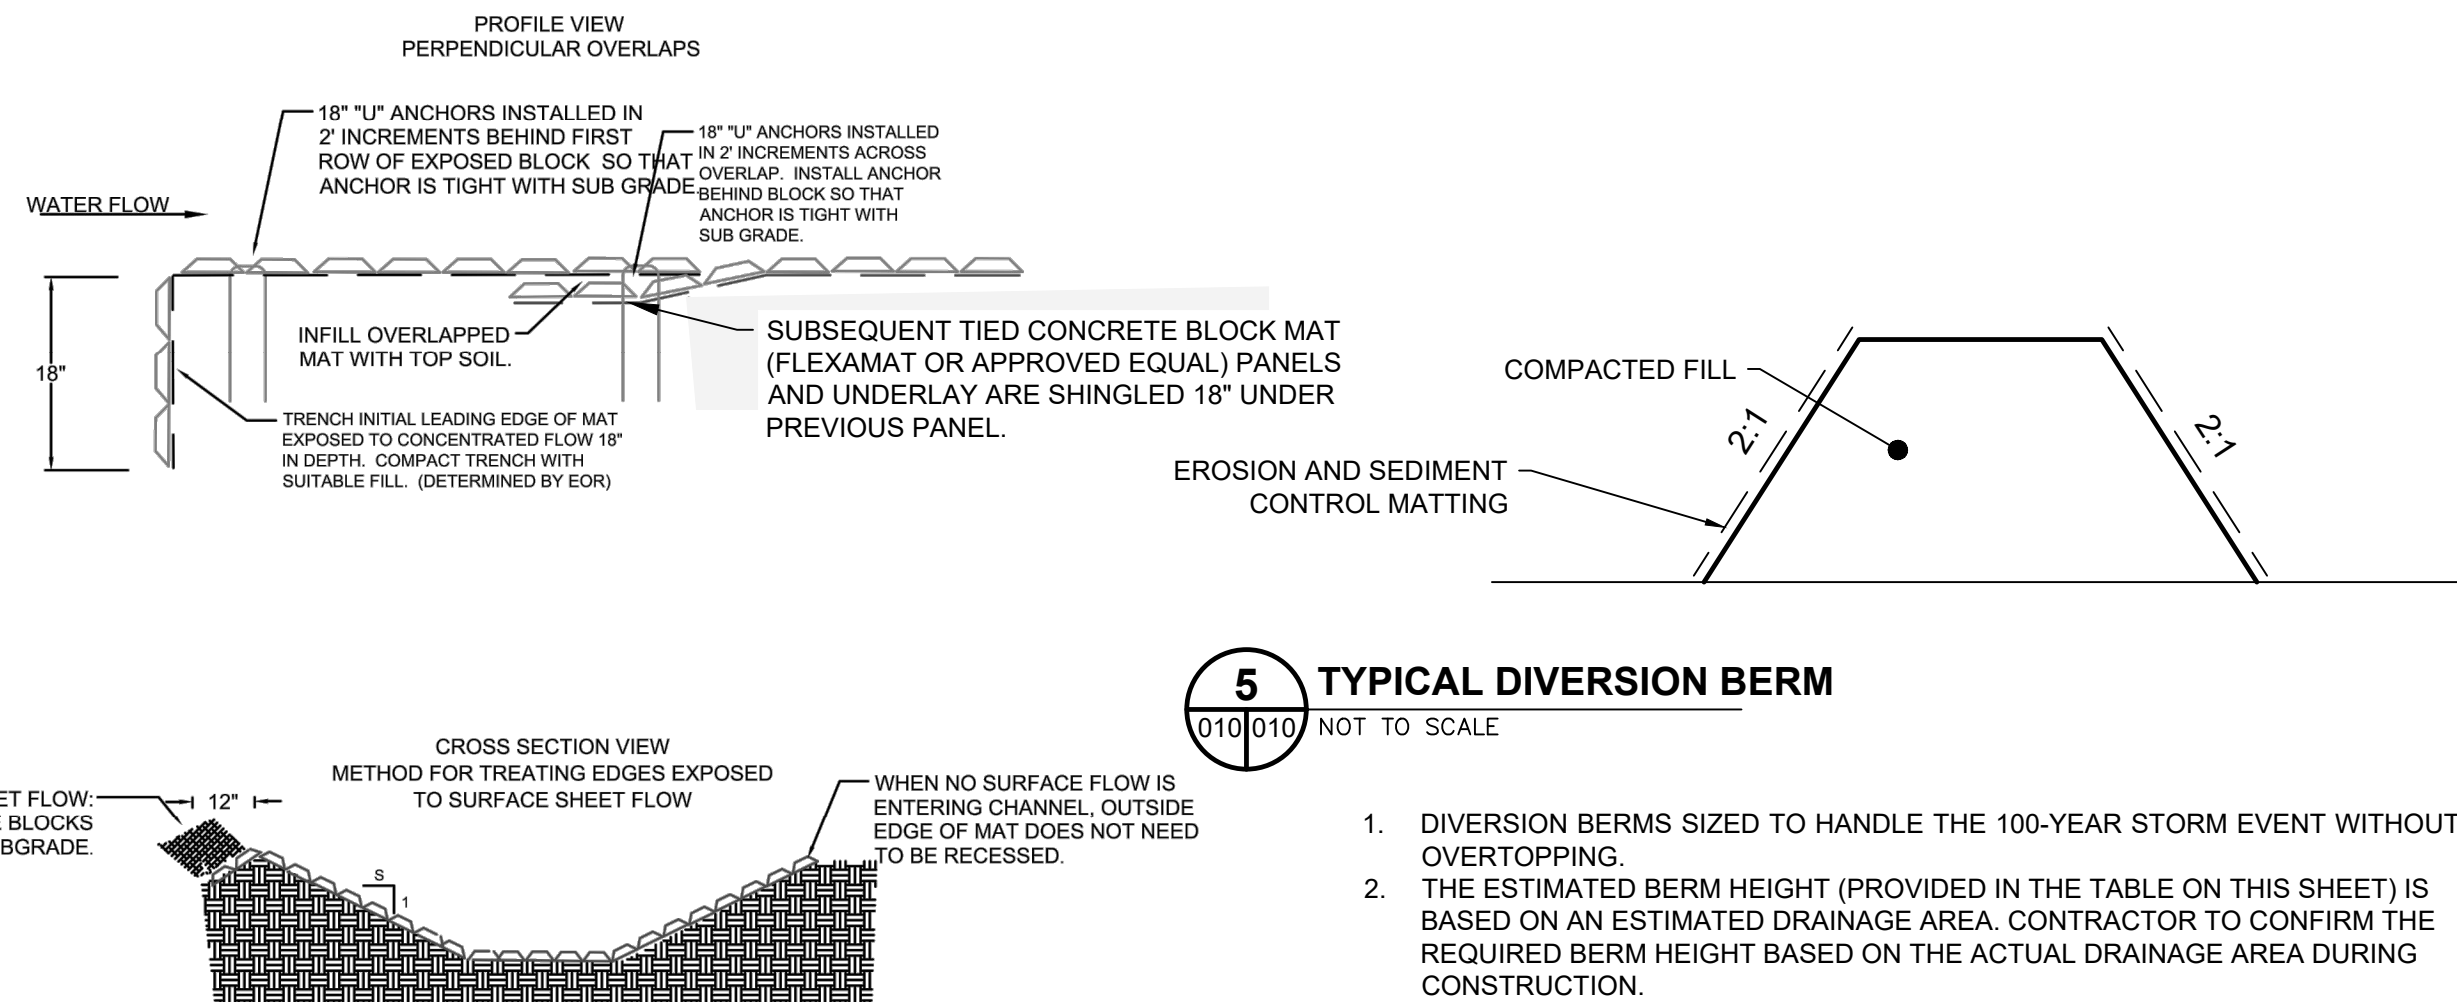 PROFILE VIEW
PERPENDICULAR OVERLAPS
18" "U" ANCHORS INSTALLED IN
2' INCREMENTS BEHIND FIRST
ROW OF EXPOSED BLOCK SO THAT
ANCHOR IS TIGHT WITH SUB GRADE.
18" "U" ANCHORS INSTALLED
IN 2' INCREMENTS ACROSS
OVERLAP. INSTALL ANCHOR
BEHIND BLOCK SO THAT
ANCHOR IS TIGHT WITH
SUB GRADE.
WATER FLOW
18"
INFILL OVERLAPPED
MAT WITH TOP SOIL.
TRENCH INITIAL LEADING EDGE OF MAT
EXPOSED TO CONCENTRATED FLOW 18"
IN DEPTH. COMPACT TRENCH WITH
SUITABLE FILL. (DETERMINED BY EOR)
SUBSEQUENT TIED CONCRETE BLOCK MAT
(FLEXAMAT OR APPROVED EQUAL) PANELS
AND UNDERLAY ARE SHINGLED 18" UNDER
PREVIOUS PANEL.
COMPACTED FILL
2:1
2:1
EROSION AND SEDIMENT
CONTROL MATTING
5
010 010
TYPICAL DIVERSION BERM
NOT TO SCALE
CROSS SECTION VIEW
METHOD FOR TREATING EDGES EXPOSED
TO SURFACE SHEET FLOW
ET FLOW:
E BLOCKS
BGRADE.
12"
S
1
WHEN NO SURFACE FLOW IS
ENTERING CHANNEL, OUTSIDE
EDGE OF MAT DOES NOT NEED
TO BE RECESSED.
1. DIVERSION BERMS SIZED TO HANDLE THE 100-YEAR STORM EVENT WITHOUT
OVERTOPPING.
2. THE ESTIMATED BERM HEIGHT (PROVIDED IN THE TABLE ON THIS SHEET) IS
BASED ON AN ESTIMATED DRAINAGE AREA. CONTRACTOR TO CONFIRM THE
REQUIRED BERM HEIGHT BASED ON THE ACTUAL DRAINAGE AREA DURING
CONSTRUCTION.